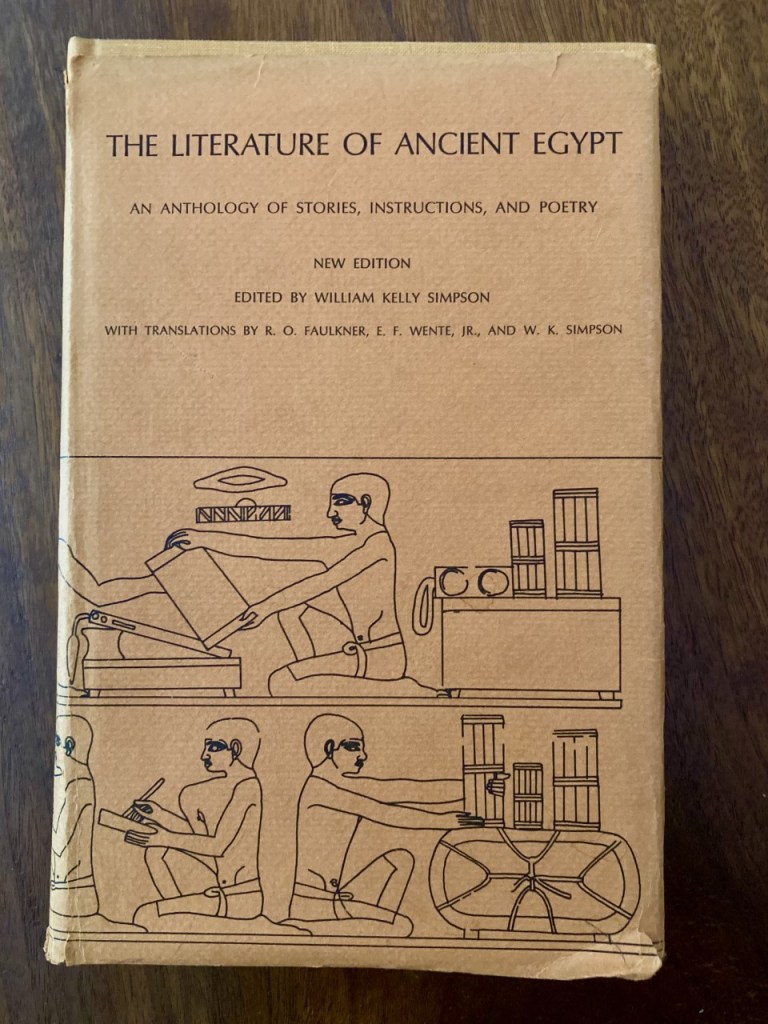 THE LITERATURE OF ANCIENT EGYPT
AN ANTHOLOGY OF STORIES, INSTRUCTIONS, AND POETRY
NEW EDITION
EDITED BY WILLIAM KELLY SIMPSON
WITH TRANSLATIONS BY R. O. FAULKNER, E. F. WENTE, JR., AND W. K. SIMPSON